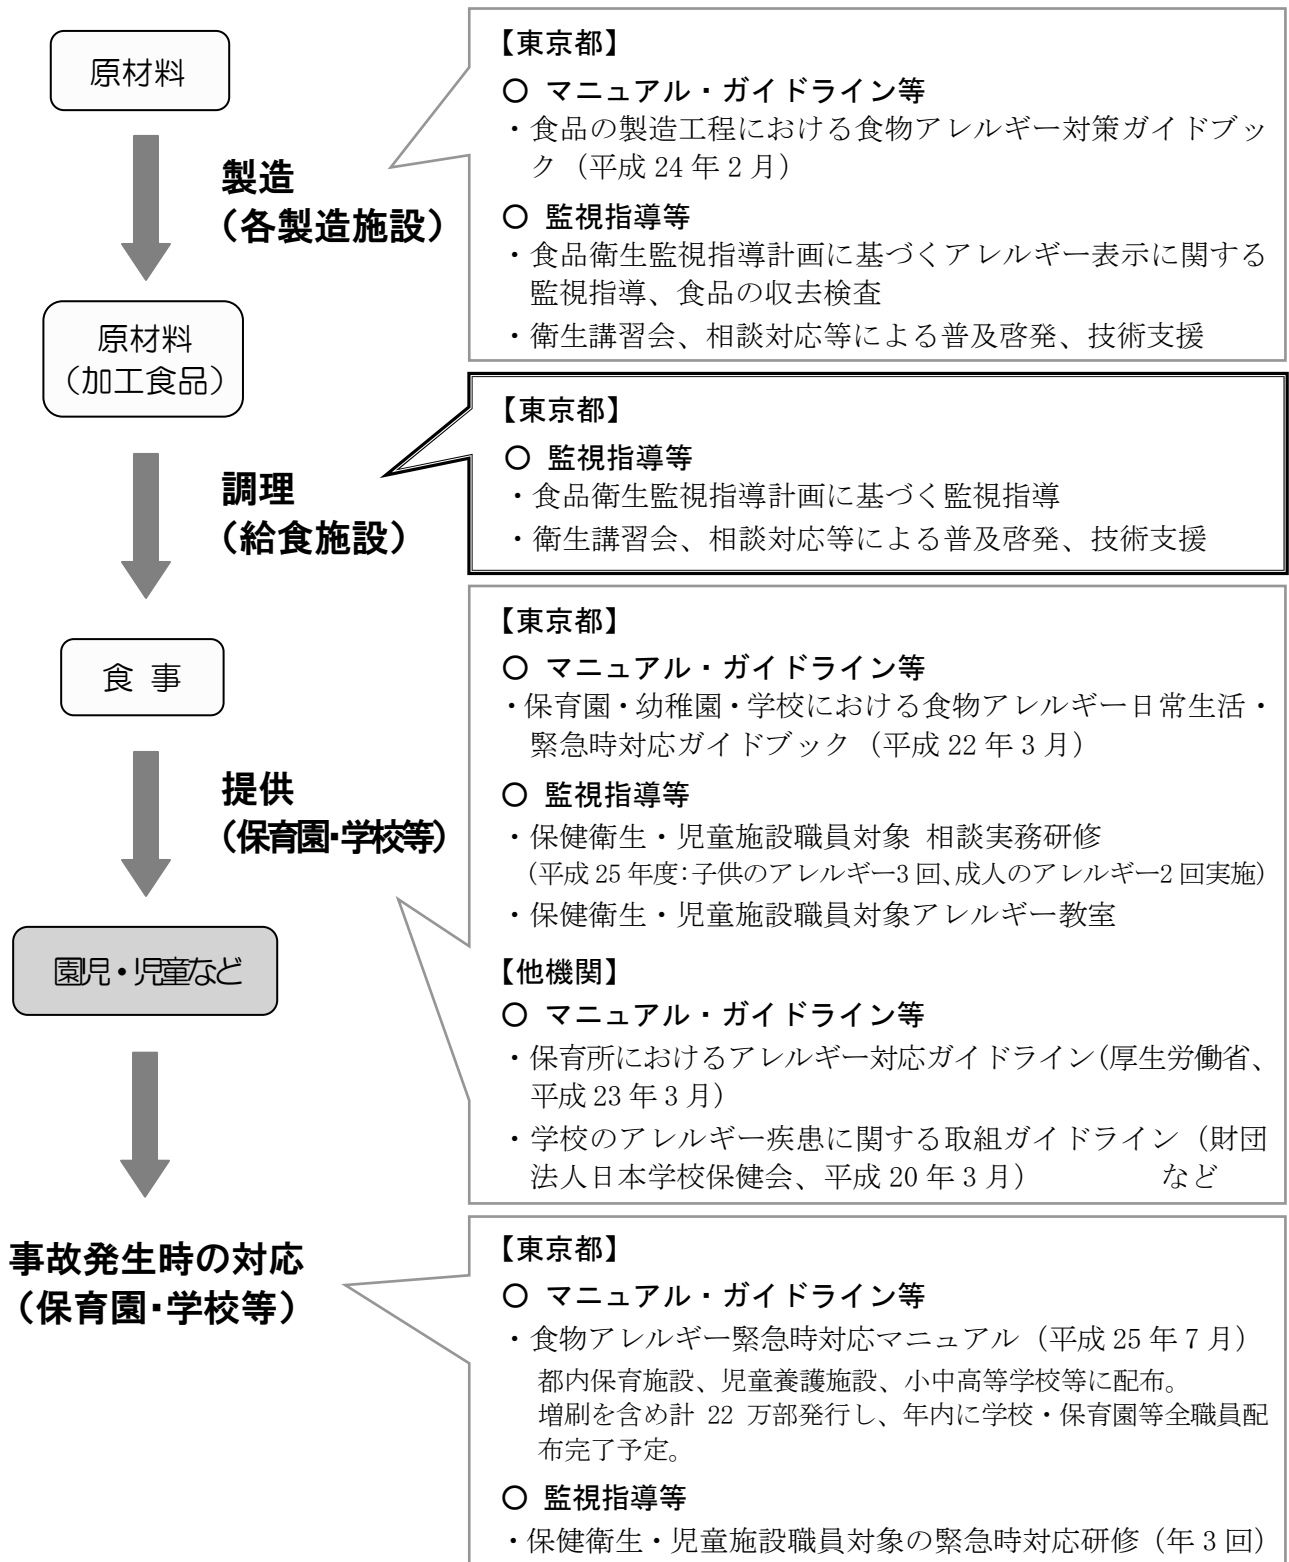 原材料
製造
（各製造施設）
原材料
（加工食品）
調理
（給食施設）
食 事
提供
（保育園・学校等）
園児・児童など
事故発生時の対応
（保育園・学校等）
【東京都】
○ マニュアル・ガイドライン等
・食品の製造工程における食物アレルギー対策ガイドブッ
ク（平成 24 年 2 月）
○ 監視指導等
・食品衛生監視指導計画に基づくアレルギー表示に関する
監視指導、食品の収去検査
・衛生講習会、相談対応等による普及啓発、技術支援
【東京都】
○ 監視指導等
・食品衛生監視指導計画に基づく監視指導
・衛生講習会、相談対応等による普及啓発、技術支援
【東京都】
○ マニュアル・ガイドライン等
・保育園・幼稚園・学校における食物アレルギー日常生活・
緊急時対応ガイドブック（平成 22 年 3 月）
○ 監視指導等
・保健衛生・児童施設職員対象 相談実務研修
（平成 25 年度：子供のアレルギー3 回、成人のアレルギー2 回実施）
・保健衛生・児童施設職員対象アレルギー教室
【他機関】
○ マニュアル・ガイドライン等
・保育所におけるアレルギー対応ガイドライン（厚生労働省、
平成 23 年 3 月）
・学校のアレルギー疾患に関する取組ガイドライン（財団
法人日本学校保健会、平成 20 年 3 月） など
【東京都】
○ マニュアル・ガイドライン等
・食物アレルギー緊急時対応マニュアル（平成 25 年 7 月）
都内保育施設、児童養護施設、小中高等学校等に配布。
増刷を含め計 22 万部発行し、年内に学校・保育園等全職員配
布完了予定。
○ 監視指導等
・保健衛生・児童施設職員対象の緊急時対応研修（年 3 回）